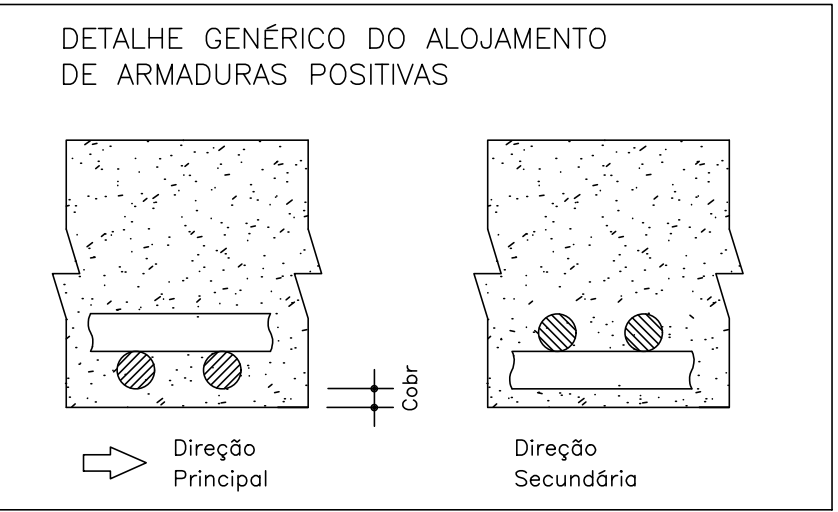 DETALHE GENÉRICO DO ALOJAMENTO
DE ARMADURAS POSITIVAS
Cobr
Direção
Principal
Direção
Secundária